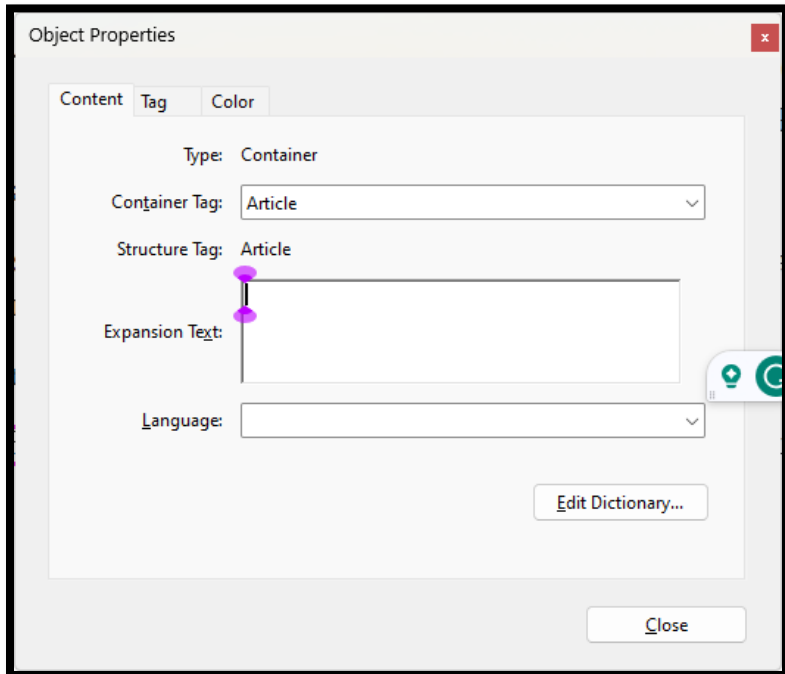 Object Properties x
Content Tag Color
Type: Container
Container Tag: Article
Structure Tag: Article
Expansion Text:
Language:
Edit Dictionary...
Close